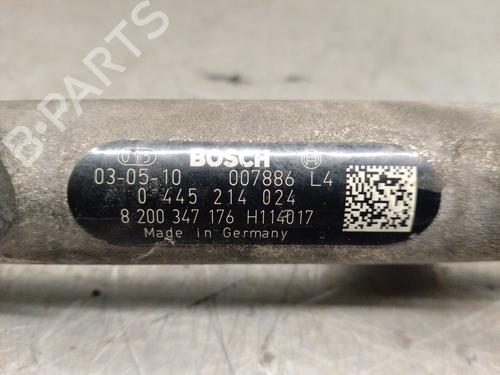 015 BOSCH
03-05-10 007886 L4
0 445 214 024
8 200 347 176 H114017
Made in Germany
B-PARTS